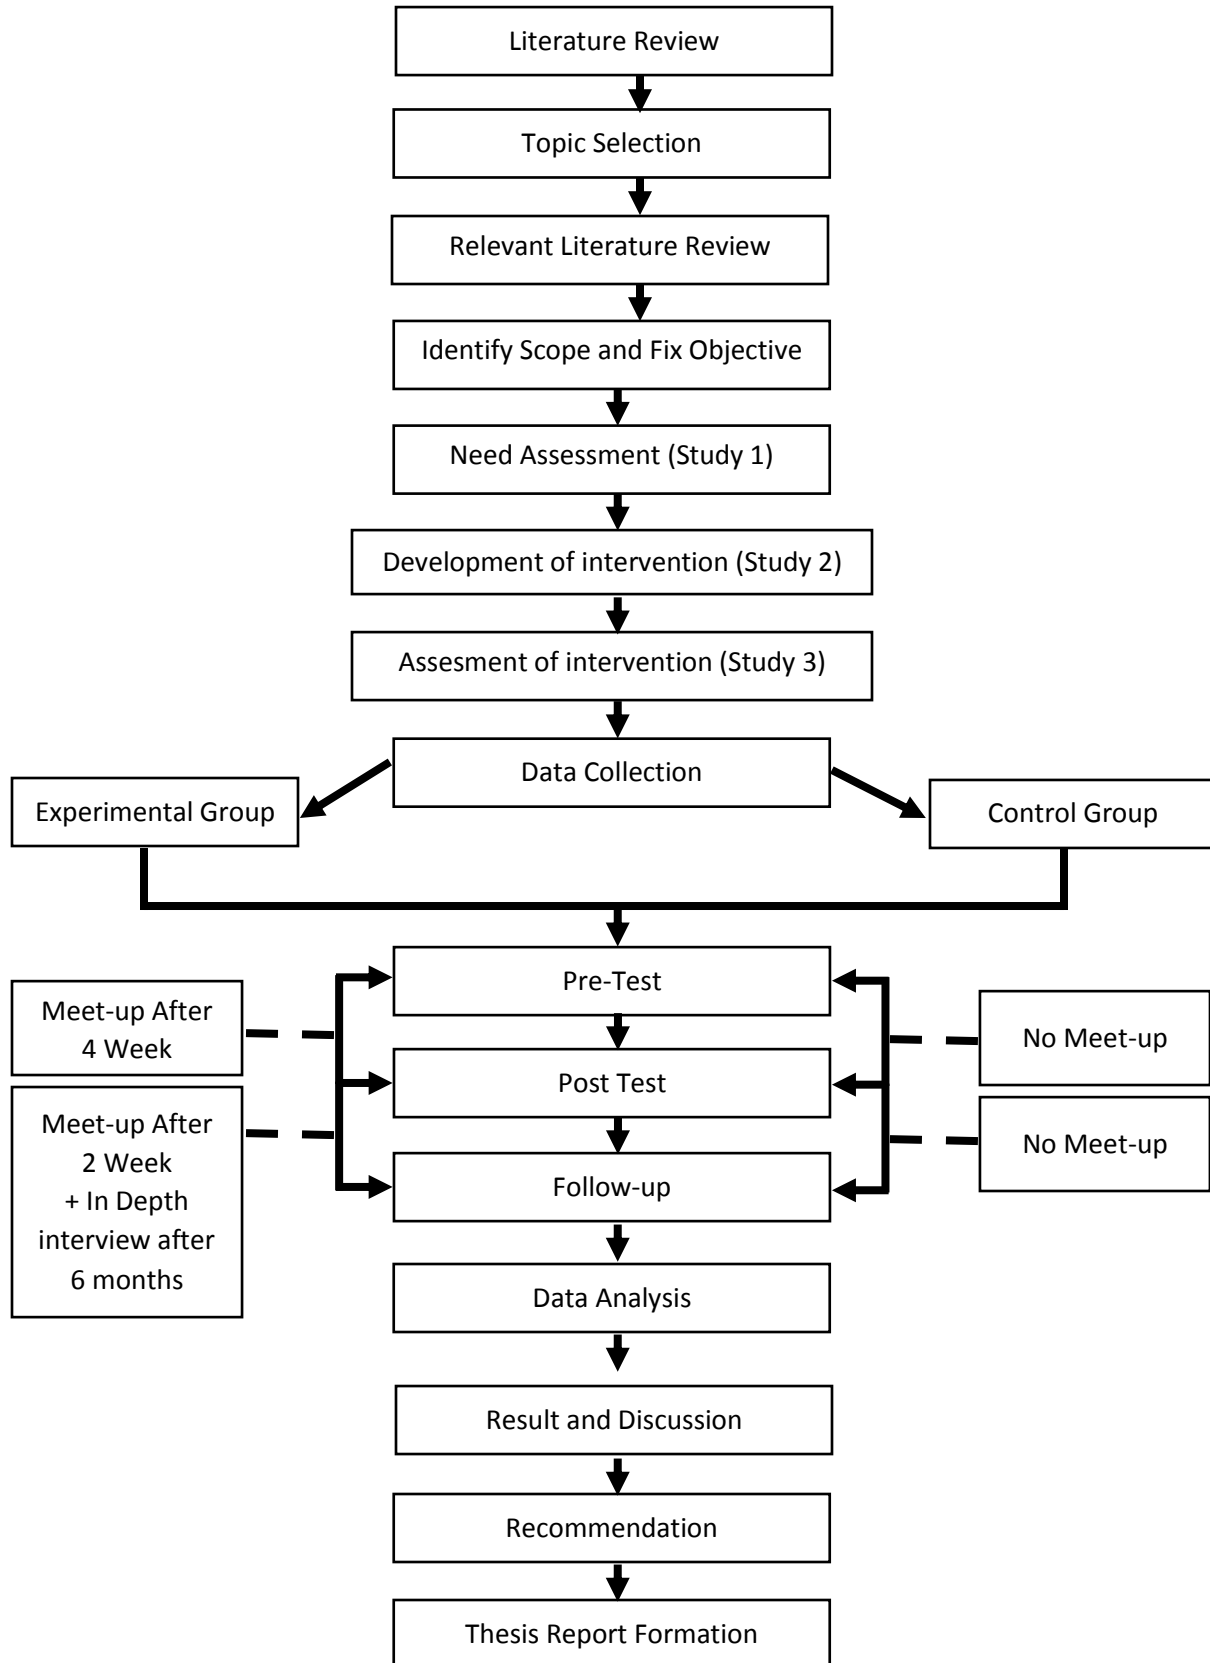 Literature Review
Topic Selection
Relevant Literature Review
Identify Scope and Fix Objective
Need Assessment (Study 1)
Development of intervention (Study 2)
Assesment of intervention (Study 3)
Data Collection
Experimental Group
Control Group
Pre-Test
Meet-up After
4 Week
No Meet-up
Post Test
Meet-up After
2 Week
+ In Depth
interview after
6 months
No Meet-up
Follow-up
Data Analysis
Result and Discussion
Recommendation
Thesis Report Formation